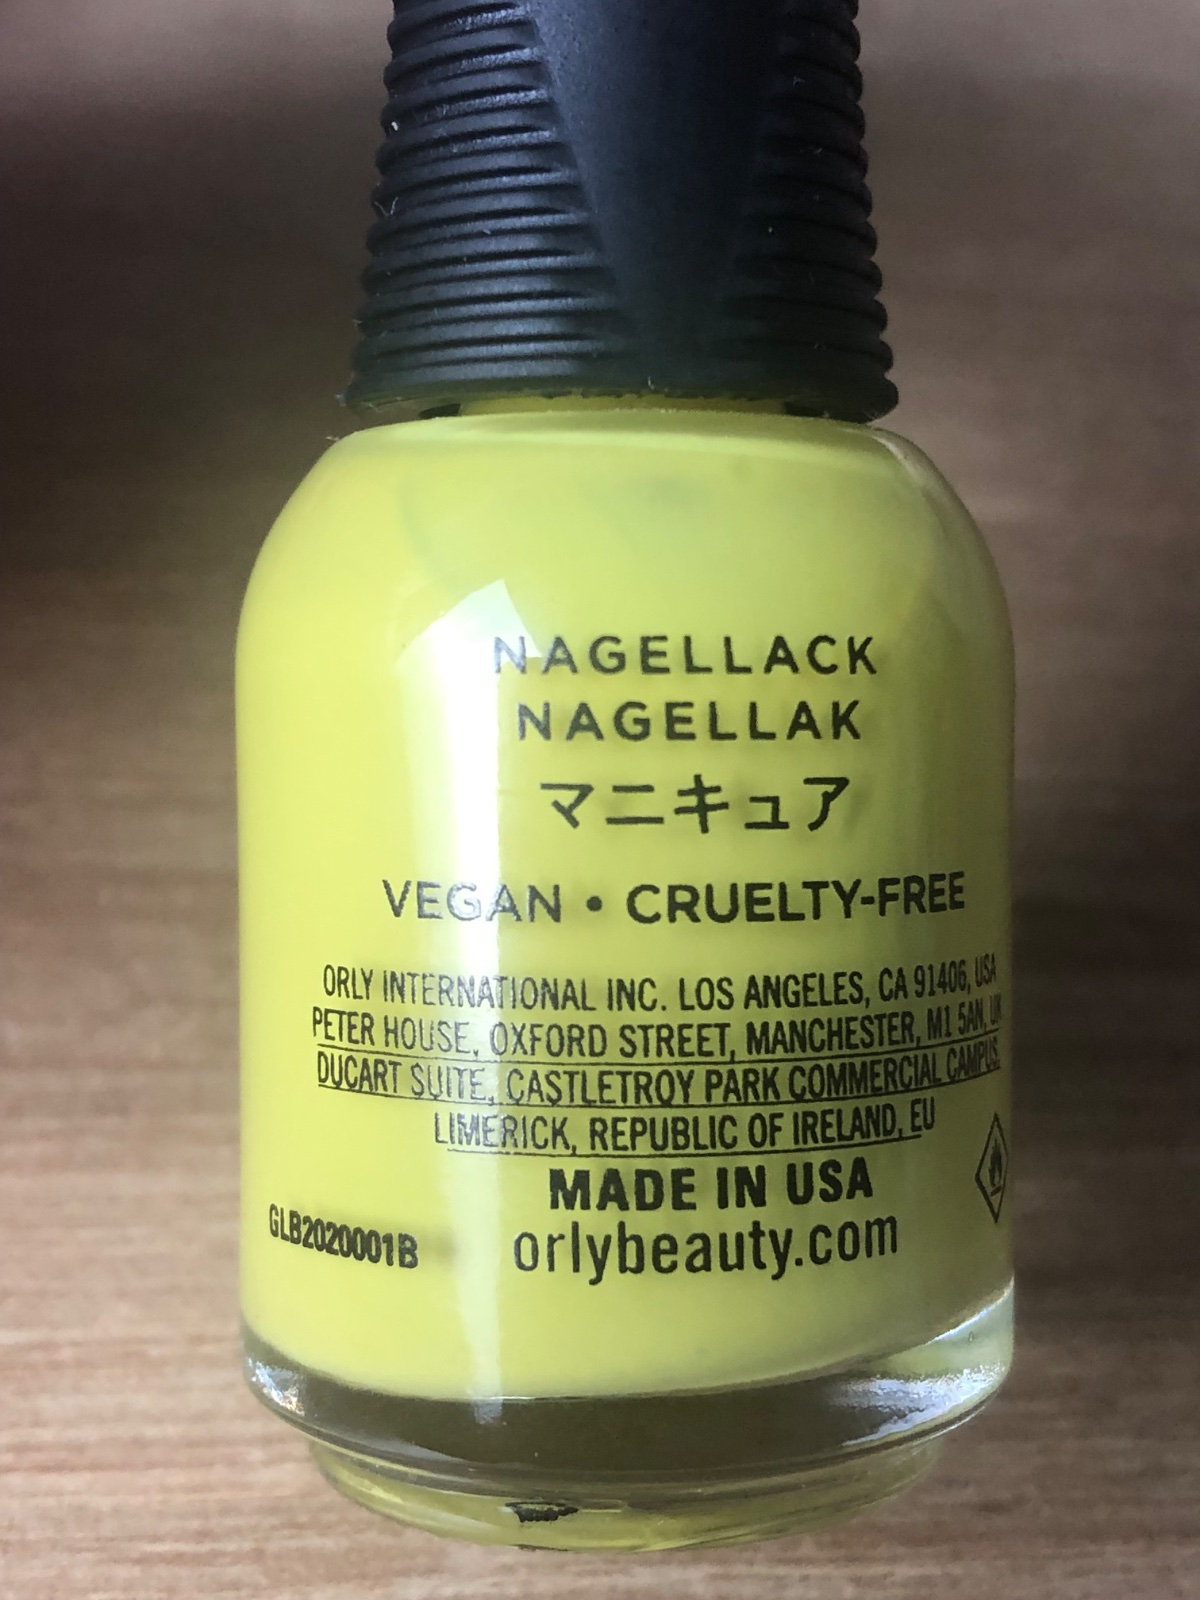 NAGELLACK
NAGELLAK
マニキュア
VEGAN • CRUELTY-FREE
ORLY INTERNATIONAL INC. LOS ANGELES, CA 91406, USA
PETER HOUSE, OXFORD STREET, MANCHESTER, M1 5AN, UK
DUCART SUITE, CASTLETROY PARK COMMERCIAL CAMPUS,
LIMERICK, REPUBLIC OF IRELAND, EU
MADE IN USA
GLB2020001B
orlybeauty.com